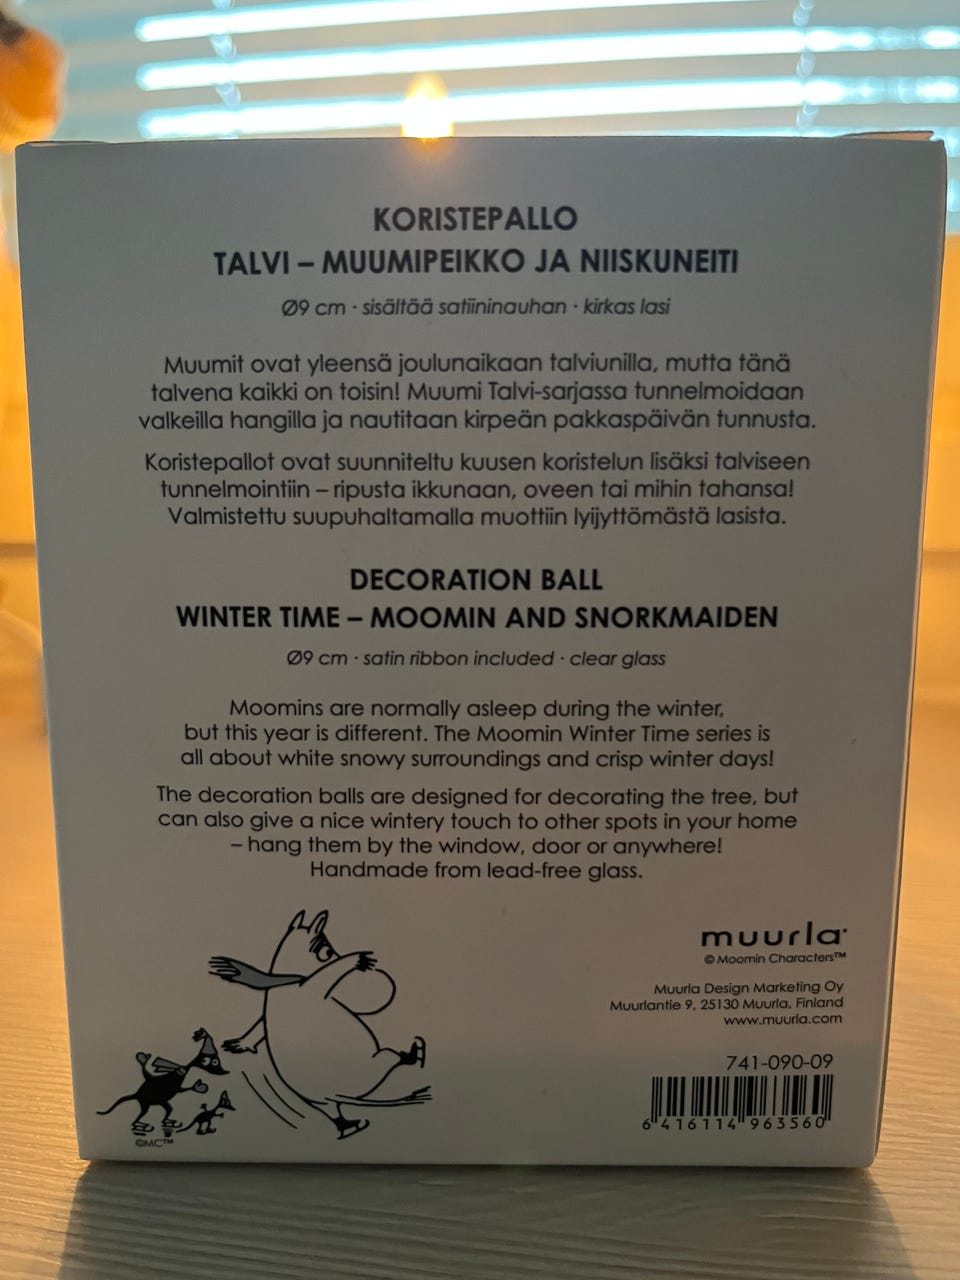 KORISTEPALLO
TALVI – MUUMIPEIKKO JA NIISKUNEITI
Ø9 cm · sisältää satiininauhan · kirkas lasi
Muumit ovat yleensä joulunaikaan talviunilla, mutta tänä
talvena kaikki on toisin! Muumi Talvi-sarjassa tunnelmoidaan
valkeilla hangilla ja nautitaan kirpeän pakkaspäivän tunnusta.
Koristepallot ovat suunniteltu kuusen koristelun lisäksi talviseen
tunnelmointiin – ripusta ikkunaan, oveen tai mihin tahansa!
Valmistettu suupuhaltamalla muottiin lyijyttömästä lasista.
DECORATION BALL
WINTER TIME – MOOMIN AND SNORKMAIDEN
Ø9 cm · satin ribbon included · clear glass
Moomins are normally asleep during the winter,
but this year is different. The Moomin Winter Time series is
all about white snowy surroundings and crisp winter days!
The decoration balls are designed for decorating the tree, but
can also give a nice wintery touch to other spots in your home
– hang them by the window, door or anywhere!
Handmade from lead-free glass.
muurla
© Moomin Characters™
Muurla Design Marketing Oy
Muurlantie 9, 25130 Muurla, Finland
www.muurla.com
741-090-09
6 416114 963560
©MC™